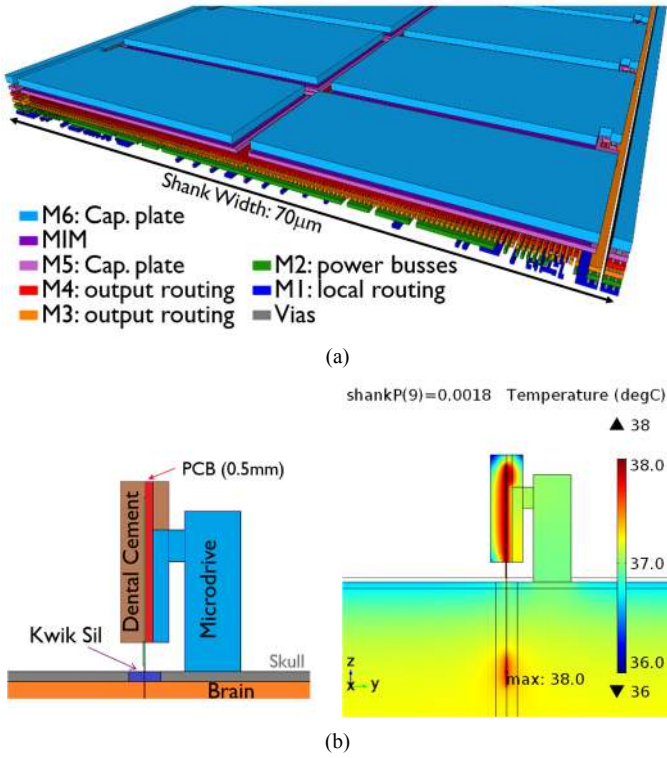 Shank Width: 70μm
M6: Cap. plate
MIM
M5: Cap. plate
M2: power busses
M4: output routing
M1: local routing
M3: output routing
Vias
(a)
shankP(9)=0.0018 Temperature (degC)
▲ 38
38.0
37.0
36.0
▼ 36
PCB (0.5mm)
Dental Cement
Microdrive
Kwik Sil
Skull
Brain
z
x y
max: 38.0
(b)